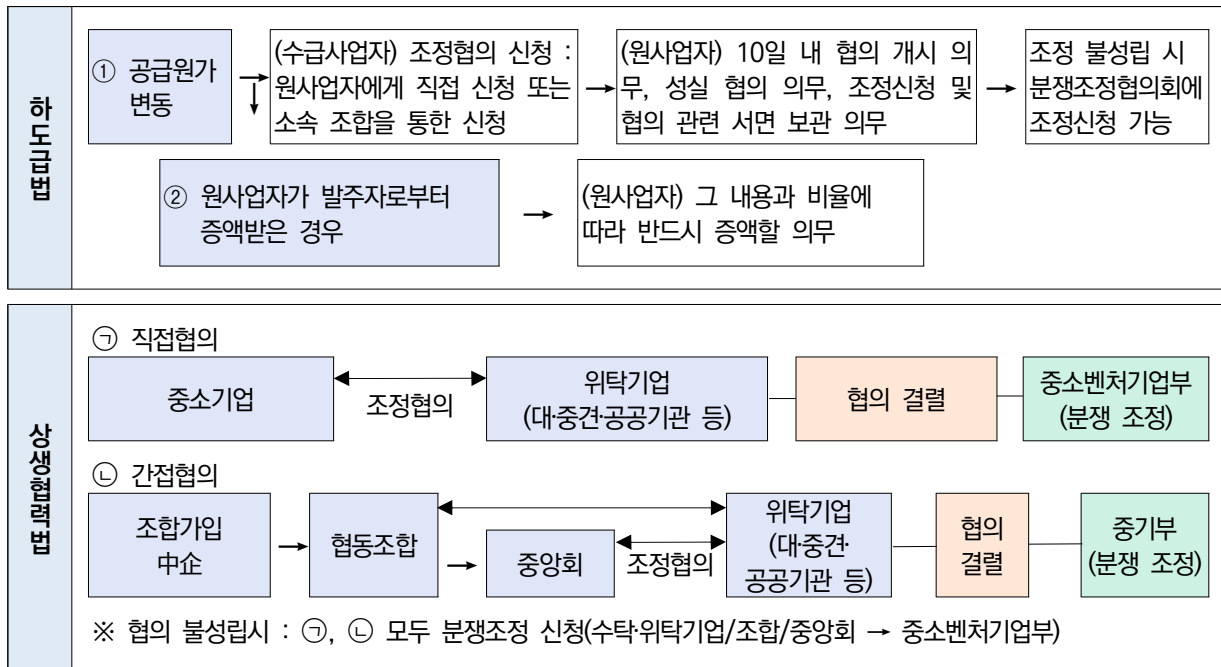 하도급법
① 공급원가
변동
(수급사업자) 조정협의 신청 :
원사업자에게 직접 신청 또는
소속 조합을 통한 신청
(원사업자) 10일 내 협의 개시 의
무, 성실 협의 의무, 조정신청 및
협의 관련 서면 보관 의무
조정 불성립 시
분쟁조정협의회에
조정신청 가능
② 원사업자가 발주자로부터
증액받은 경우
(원사업자) 그 내용과 비율에
따라 반드시 증액할 의무
상생협력법
㉠ 직접협의
중소기업
조정협의
위탁기업
(대·중견·공공기관 등)
협의 결렬
중소벤처기업부
(분쟁 조정)
㉡ 간접협의
조합가입
中企
협동조합
중앙회
조정협의
위탁기업
(대·중견·
공공기관 등)
협의
결렬
중기부
(분쟁 조정)
※ 협의 불성립시 : ㉠, ㉡ 모두 분쟁조정 신청(수탁·위탁기업/조합/중앙회 → 중소벤처기업부)